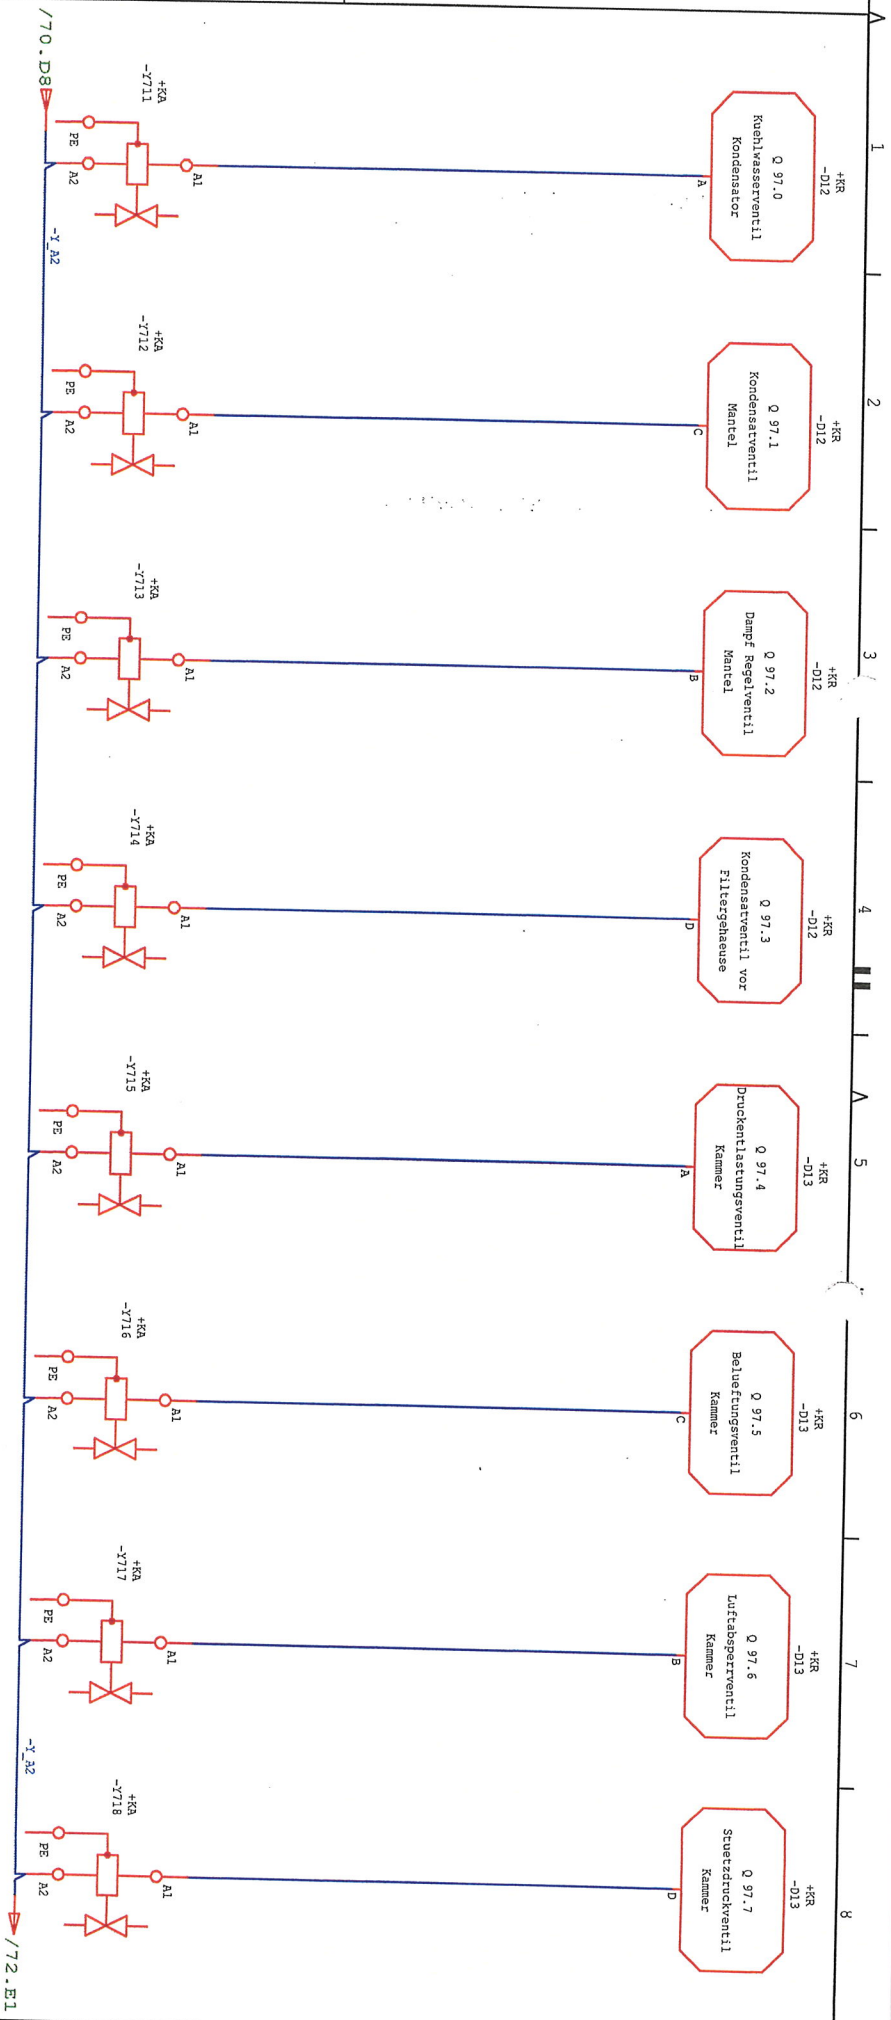 1
2
3
4
5
6
7
8
+KR
-D12
Q 97.0
Kuehlwasserventil
Kondensator
A
+KR
-D12
Q 97.1
Kondensatventil
Mantel
C
+KR
-D12
Q 97.2
Dampf Regelventil
Mantel
B
+KR
-D12
Q 97.3
Kondensatventil vor
Filtergehaeuse
D
+KR
-D13
Q 97.4
Druckentlastungsventil
Kammer
A
+KR
-D13
Q 97.5
Belueftungsventil
Kammer
C
+KR
-D13
Q 97.6
Luftabsperrventil
Kammer
B
+KR
-D13
Q 97.7
Stuetzdruckventil
Kammer
D
+KA
-Y711
A1
PE
A2
+KA
-Y712
A1
PE
A2
+KA
-Y713
A1
PE
A2
+KA
-Y714
A1
PE
A2
+KA
-Y715
A1
PE
A2
+KA
-Y716
A1
PE
A2
+KA
-Y717
A1
PE
A2
+KA
-Y718
A1
PE
A2
/70.D8
-Y_A2
-Y_A2
/72.E1